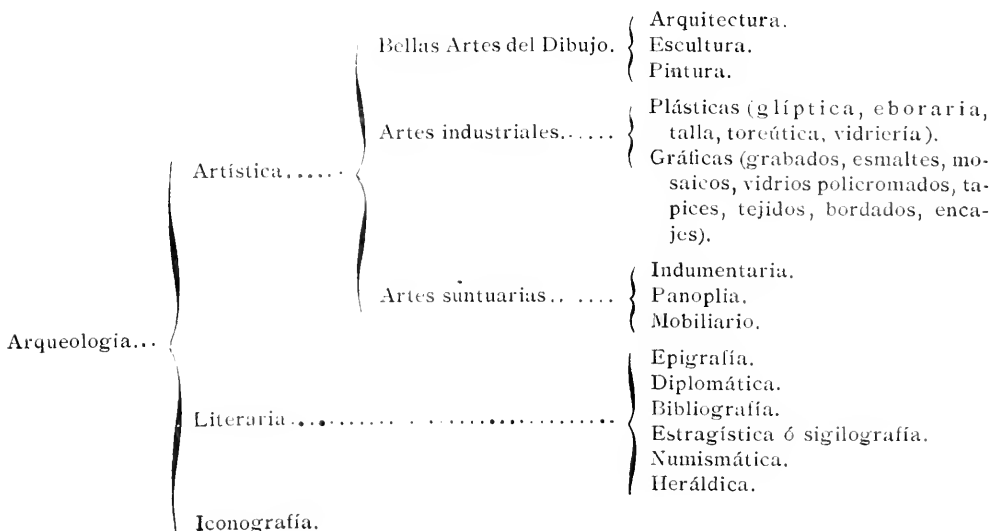 Arquitectura.
Bellas Artes del Dibujo.
Escultura.
Pintura.
Plásticas (glíptica, eboraria,
Artes industriales......
talla, toreútica, vidriería).
Artística......
Gráficas (grabados, esmaltes, mo-
saicos, vidrios policromados, ta-
pices, tejidos, bordados, enca-
jes).
Indumentaria.
Artes suntuarias.. ....
Panoplia.
Mobiliario.
Arqueologia...
Epigrafía.
Diplomática.
Bibliografía.
Literaria .............................
Estragística ó sigilografía.
Numismática.
Heráldica.
Iconografía.